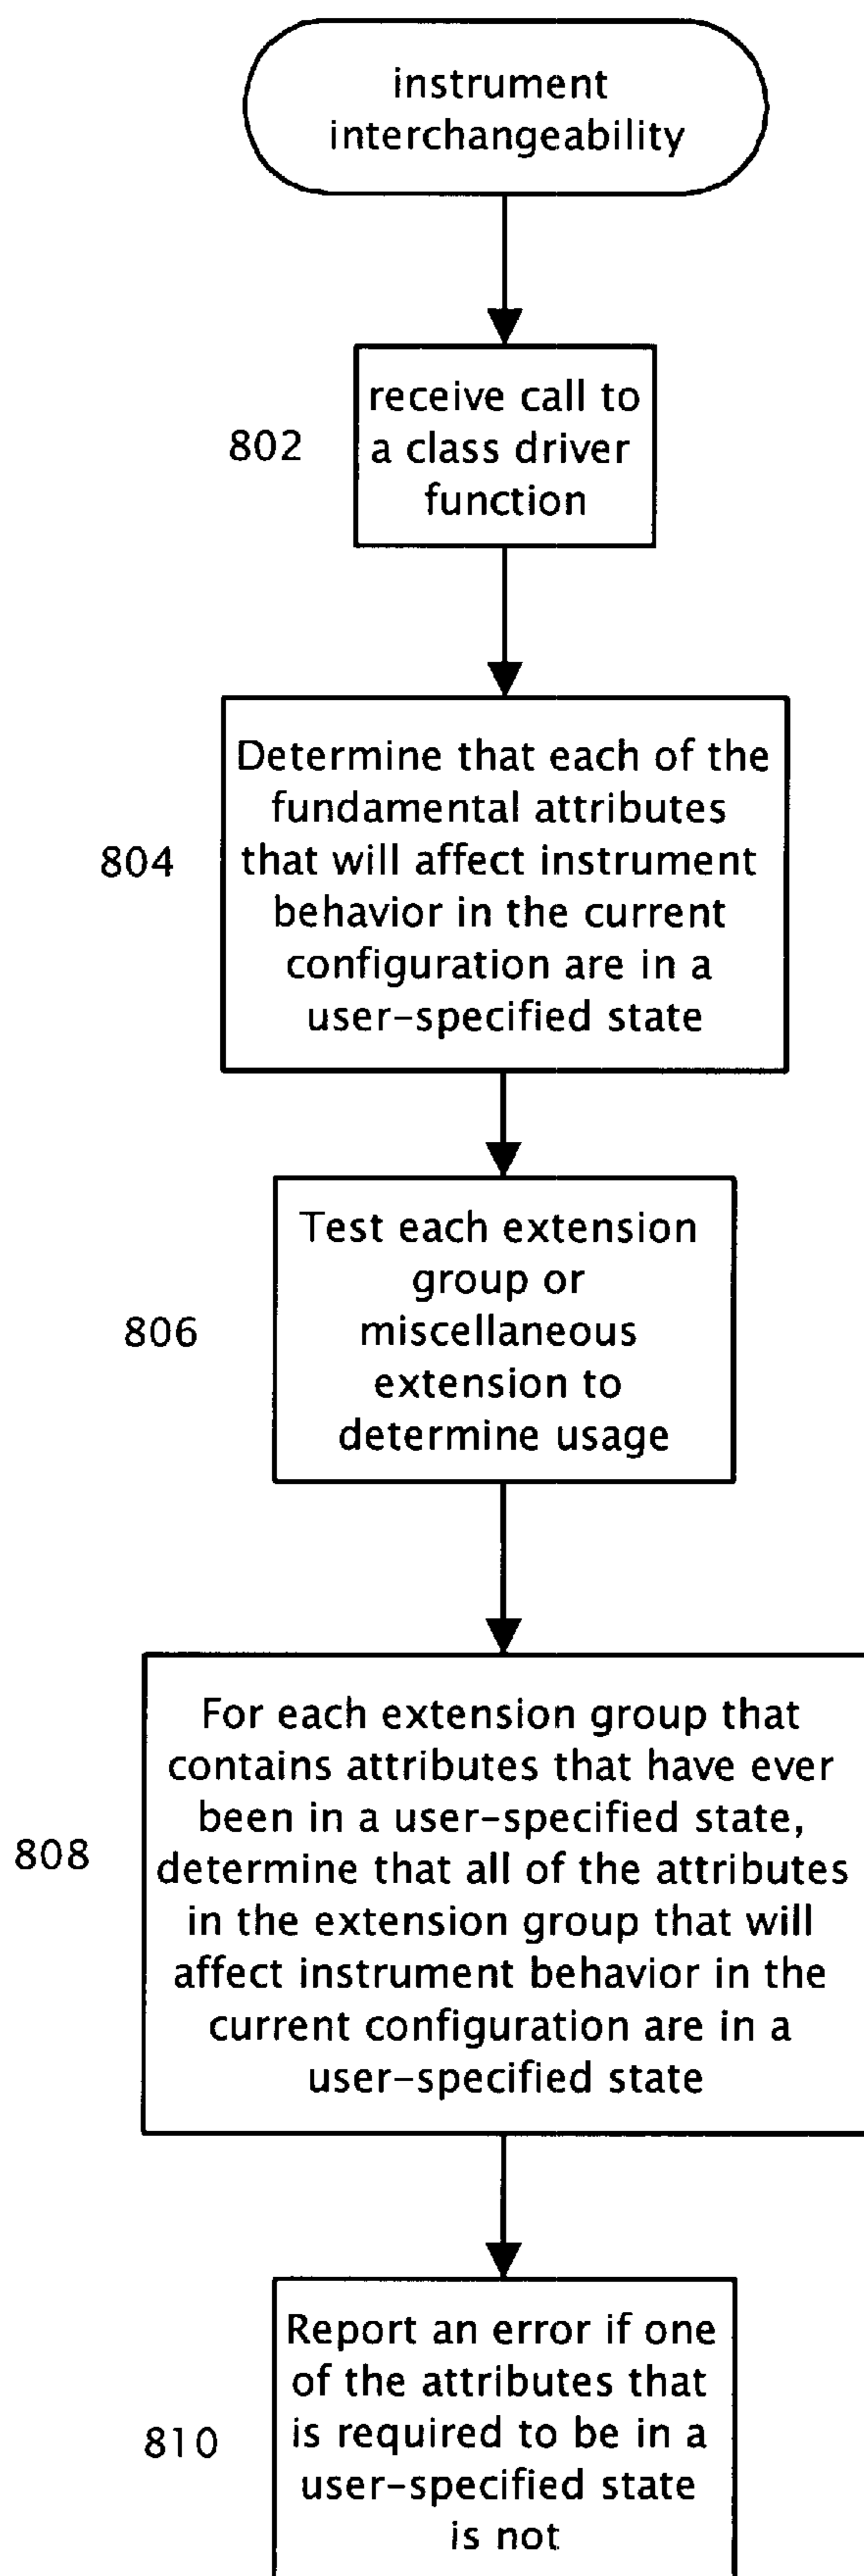 instrument
interchangeability
receive call to
802
a class driver
function
Determine that each of the
fundamental attributes
804
that will affect instrument
behavior in the current
configuration are in a
user-specified state
Test each extension
group or
806
miscellaneous
extension to
determine usage
For each extension group that
contains attributes that have ever
been in a user-specified state,
808
determine that all of the attributes
in the extension group that will
affect instrument behavior in the
current configuration are in a
user-specified state
Report an error if one
of the attributes that
810
is required to be in a
user-specified state
is not